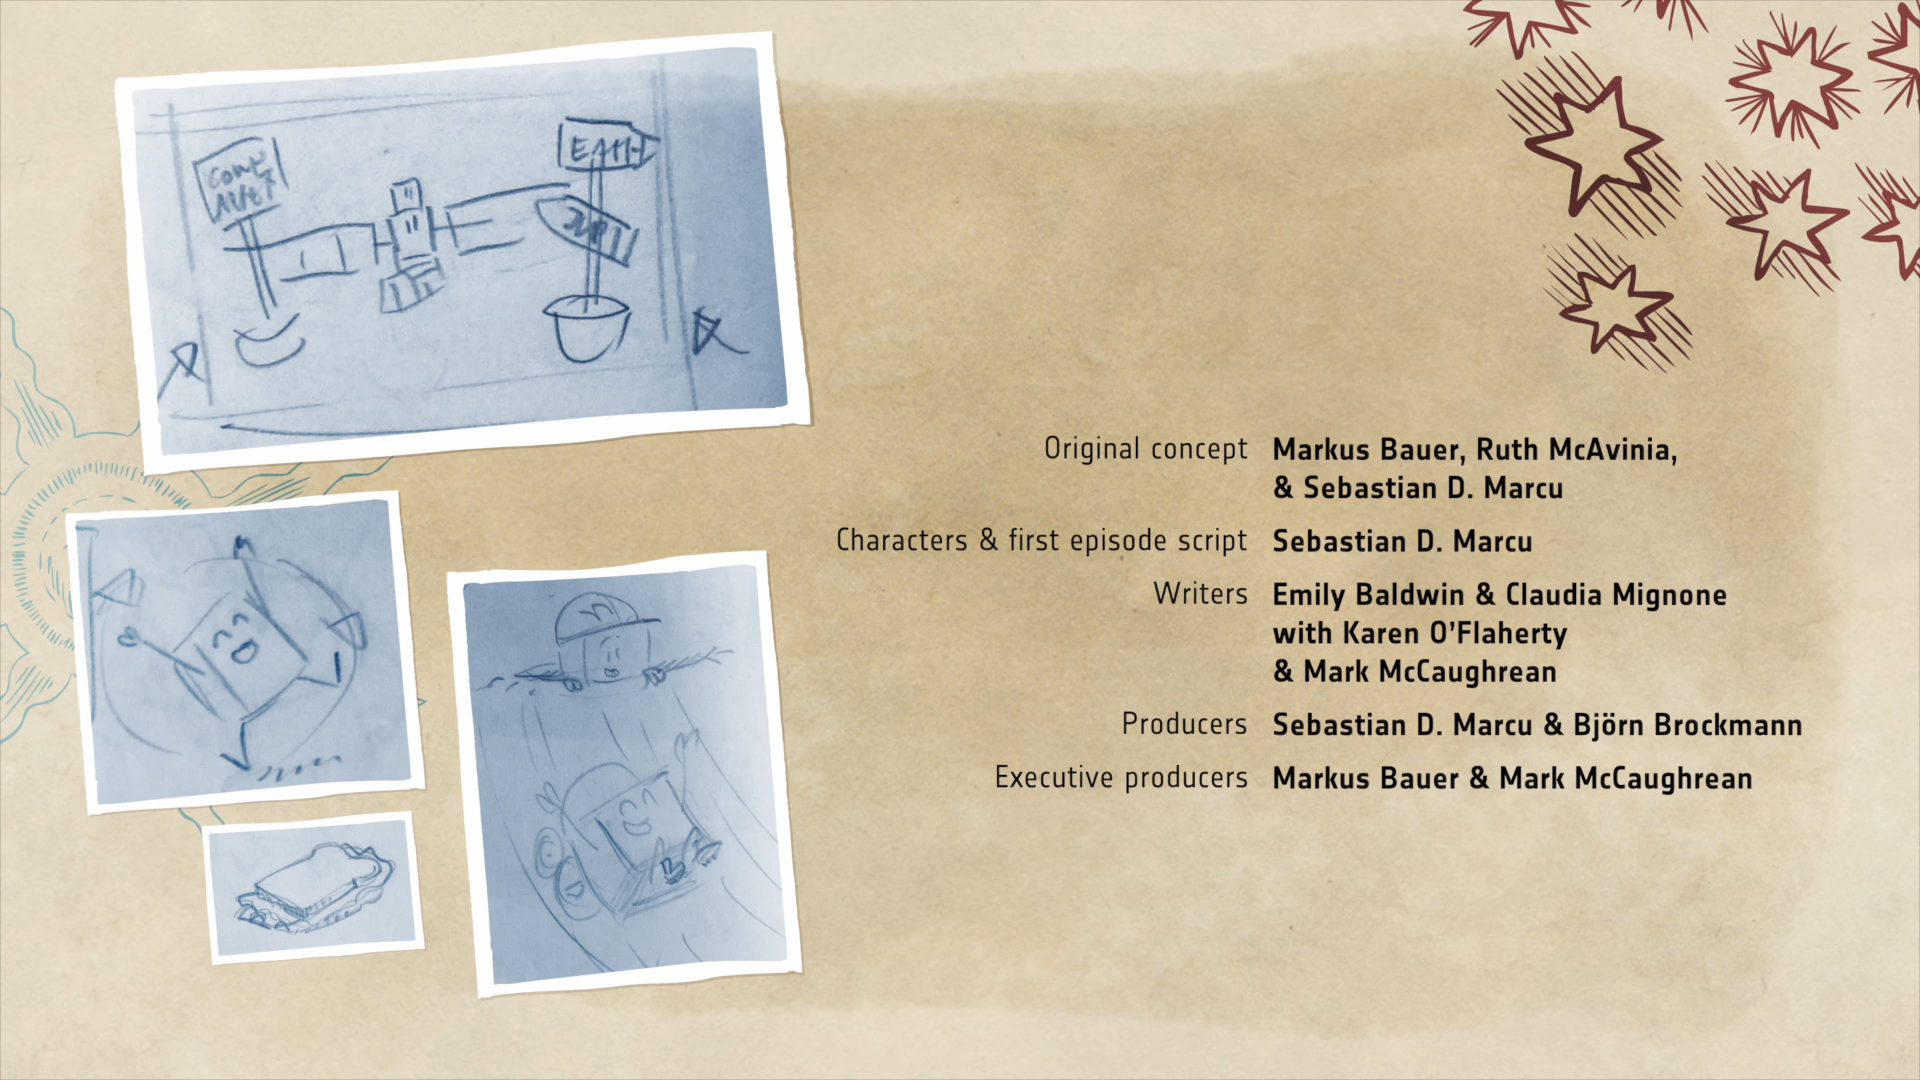 Original concept Markus Bauer, Ruth McAvinia,
& Sebastian D. Marcu
Characters & first episode script Sebastian D. Marcu
Writers Emily Baldwin & Claudia Mignone
with Karen O’Flaherty
& Mark McCaughrean
Producers Sebastian D. Marcu & Björn Brockmann
Executive producers Markus Bauer & Mark McCaughrean